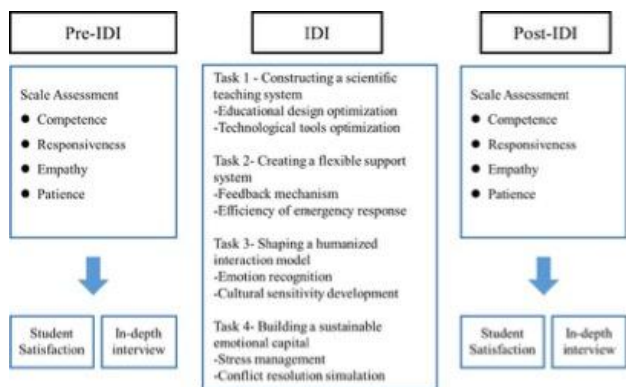 Pre-IDI
IDI
Post-IDI
Scale Assessment
● Competence
● Responsiveness
● Empathy
● Patience
Student
Satisfaction
In-depth
interview
Task 1 - Constructing a scientific
teaching system
-Educational design optimization
-Technological tools optimization
Task 2- Creating a flexible support
system
-Feedback mechanism
-Efficiency of emergency response
Task 3- Shaping a humanized
interaction model
-Emotion recognition
-Cultural sensitivity development
Task 4- Building a sustainable
emotional capital
-Stress management
-Conflict resolution simulation
Scale Assessment
● Competence
● Responsiveness
● Empathy
● Patience
Student
Satisfaction
In-depth
interview